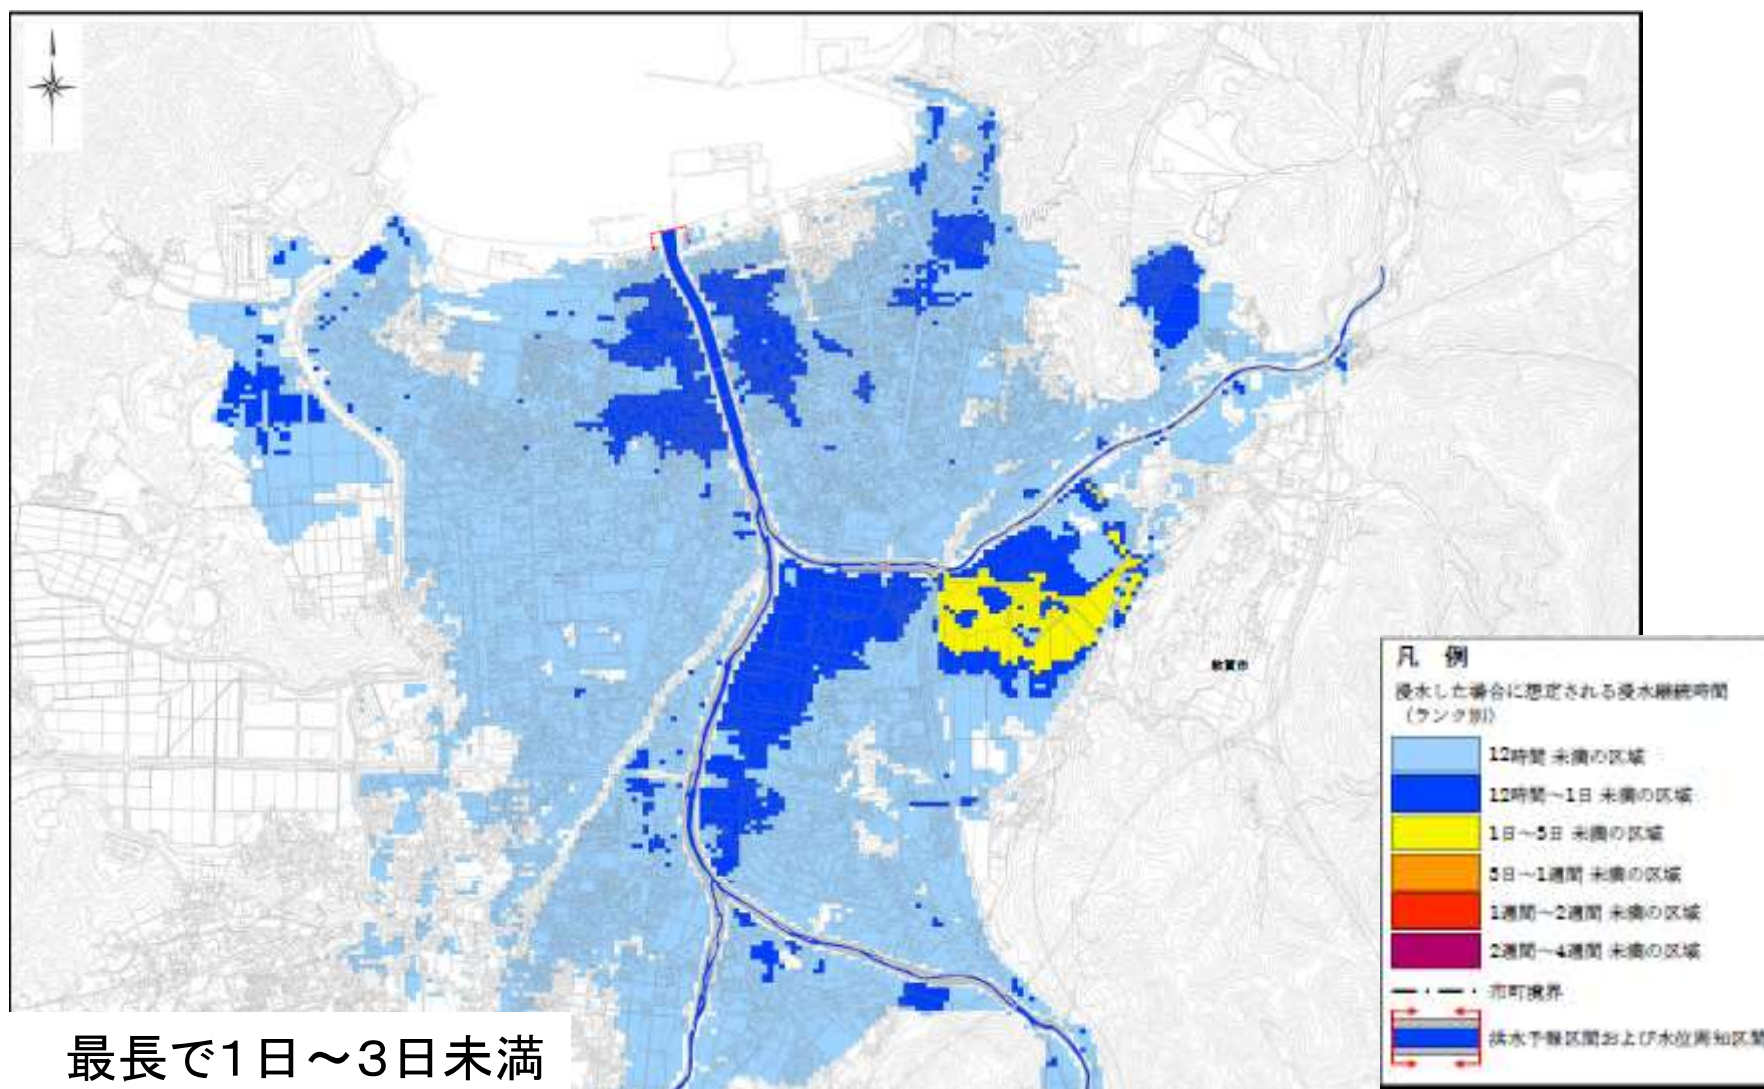 敦賀市
凡 例
浸水した場合に想定される浸水継続時間
(ランク別)
12時間 未満の区域
12時間～1日 未満の区域
1日～3日 未満の区域
3日～1週間 未満の区域
1週間～2週間 未満の区域
2週間～4週間 未満の区域
市町境界
洪水予報区間および水位周知区間
最長で1日～3日未満